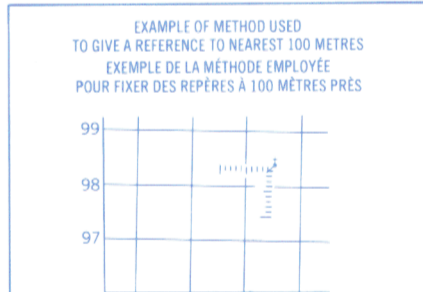 EXAMPLE OF METHOD USED
TO GIVE A REFERENCE TO NEAREST 100 METRES
EXEMPLE DE LA MÉTHODE EMPLOYÉE
POUR FIXER DES REPÈRES À 100 MÈTRES PRÈS
99
98
97